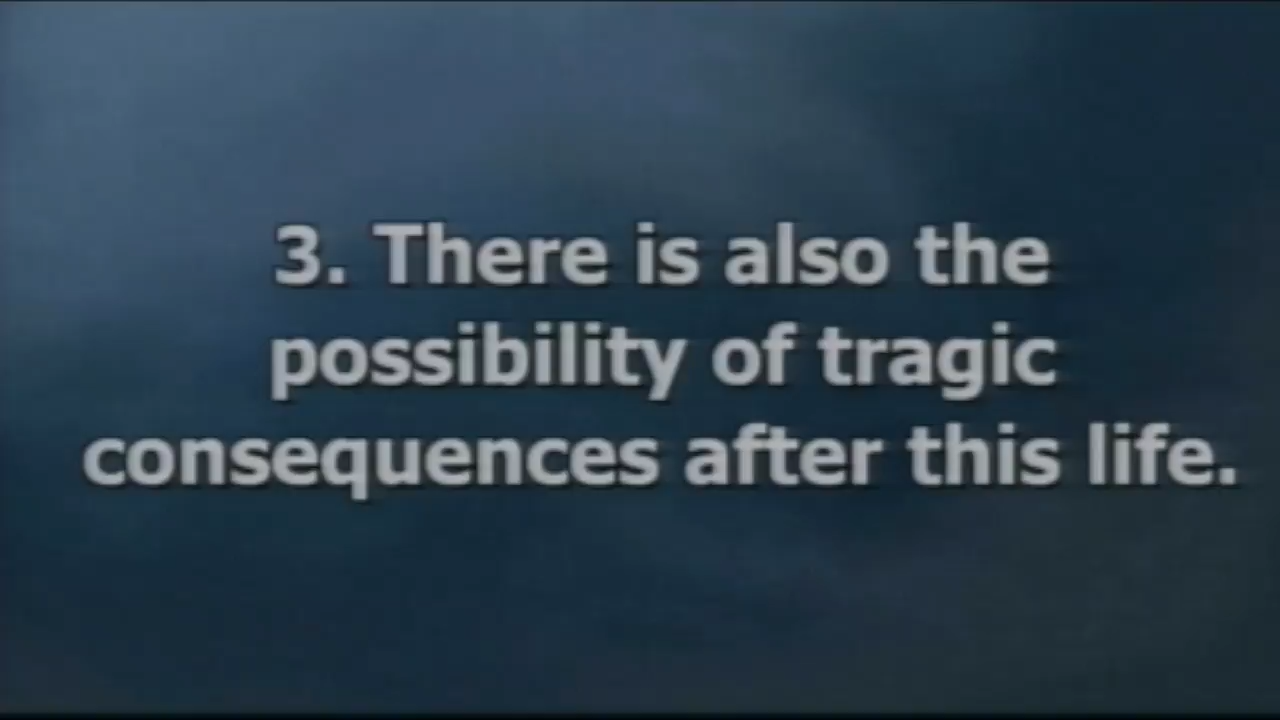 3. There is also the
possibility of tragic
consequences after this life.